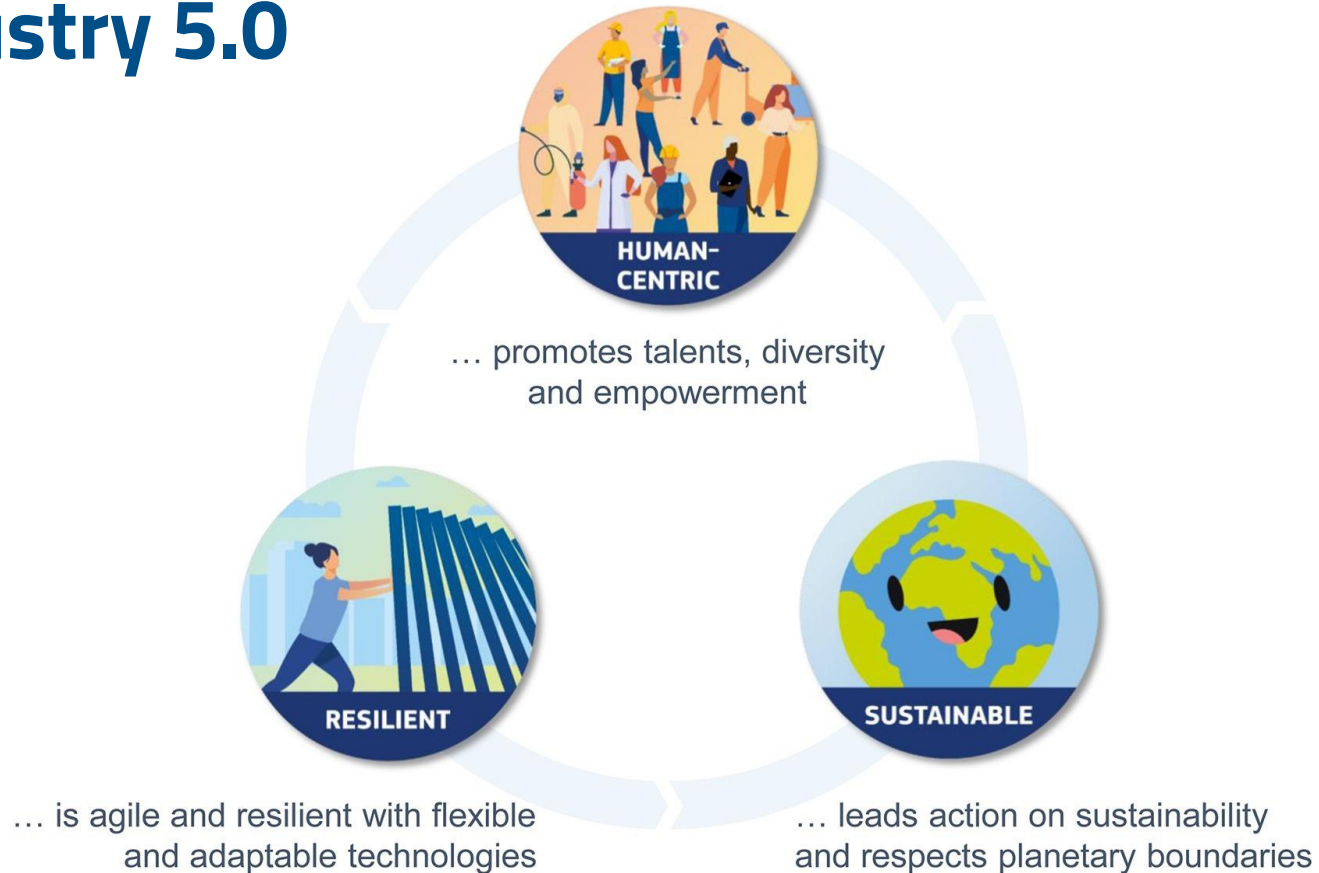 ustry 5.0
HUMAN-
CENTRIC
… promotes talents, diversity
and empowerment
RESILIENT
SUSTAINABLE
… is agile and resilient with flexible
and adaptable technologies
… leads action on sustainability
and respects planetary boundaries